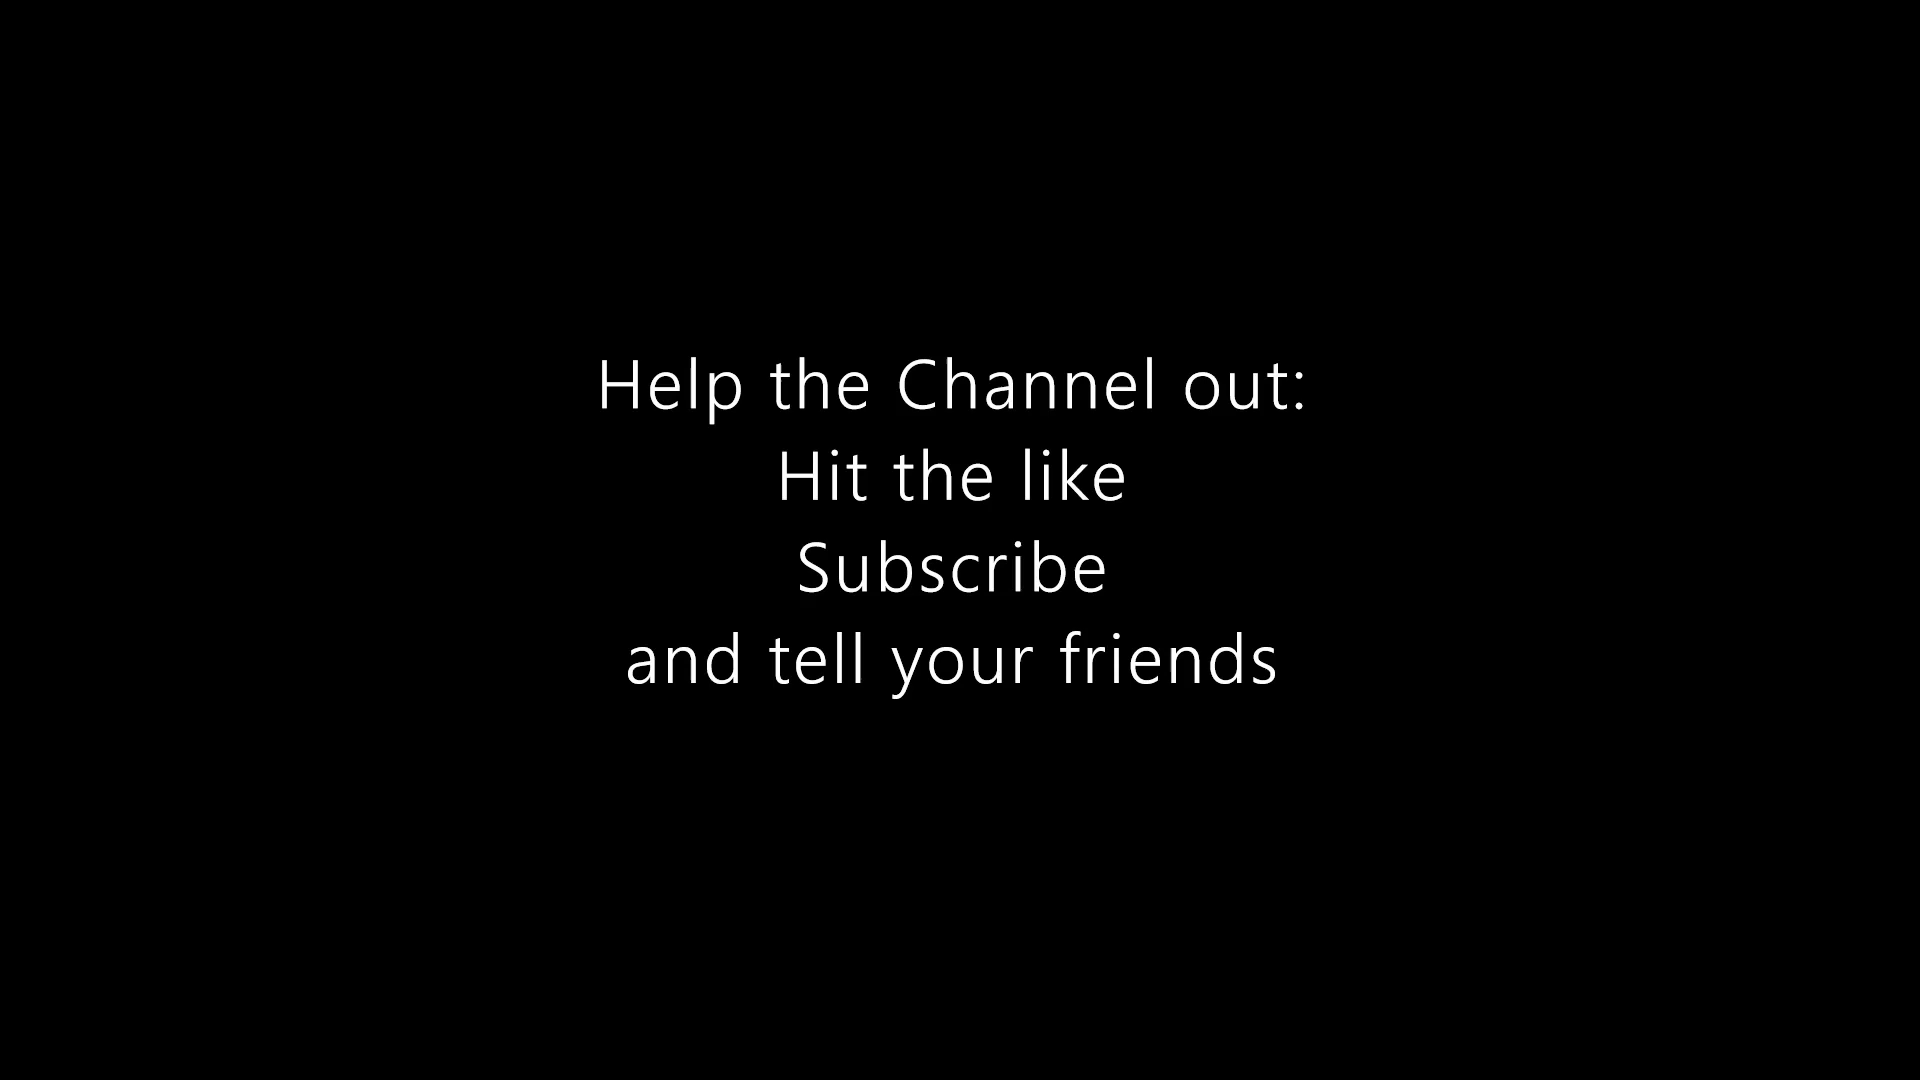 Help the Channel out:
Hit the like
Subscribe
and tell your friends